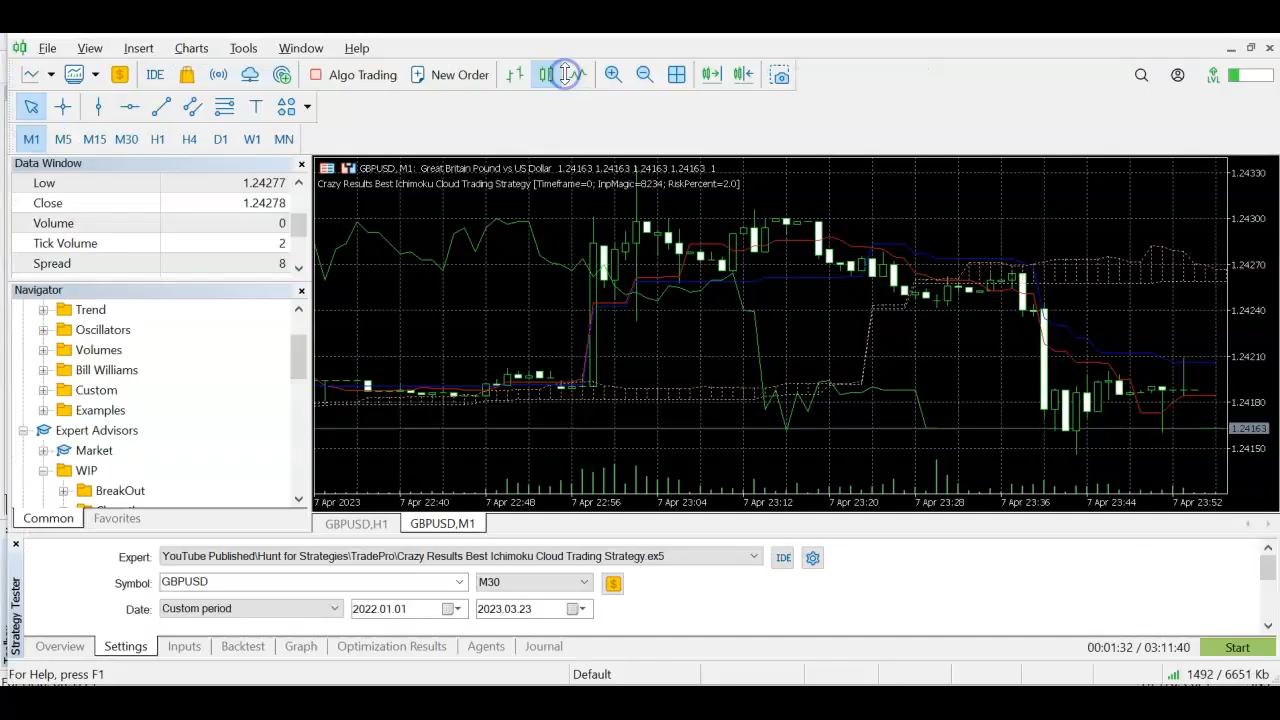 File View Insert Charts Tools Window Help
IDE Algo Trading New Order LVL
M1 M5 M15 M30 H1 H4 D1 W1 MN
Data Window
Low 1.24277
Close 1.24278
Volume 0
Tick Volume 2
Spread 8
Navigator
Trend
Oscillators
Volumes
Bill Williams
Custom
Examples
Expert Advisors
Market
WIP
BreakOut
Common Favorites
GBPUSD, M1: Great Britain Pound vs US Dollar 1.24163 1.24163 1.24163 1.24163 1
Crazy Results Best Ichimoku Cloud Trading Strategy [Timeframe=0; InpMagic=8234; RiskPercent=2.0]
1.24330
1.24300
1.24270
1.24240
1.24210
1.24180
1.24163
1.24150
7 Apr 2023 7 Apr 22:40 7 Apr 22:48 7 Apr 22:56 7 Apr 23:04 7 Apr 23:12 7 Apr 23:20 7 Apr 23:28 7 Apr 23:36 7 Apr 23:44 7 Apr 23:52
GBPUSD,H1 GBPUSD,M1
Strategy Tester
Expert: YouTube Published\Hunt for Strategies\TradePro\Crazy Results Best Ichimoku Cloud Trading Strategy.ex5 IDE
Symbol: GBPUSD M30
Date: Custom period 2022.01.01 2023.03.23
Overview Settings Inputs Backtest Graph Optimization Results Agents Journal 00:01:32 / 03:11:40 Start
For Help, press F1 Default 1492 / 6651 Kb